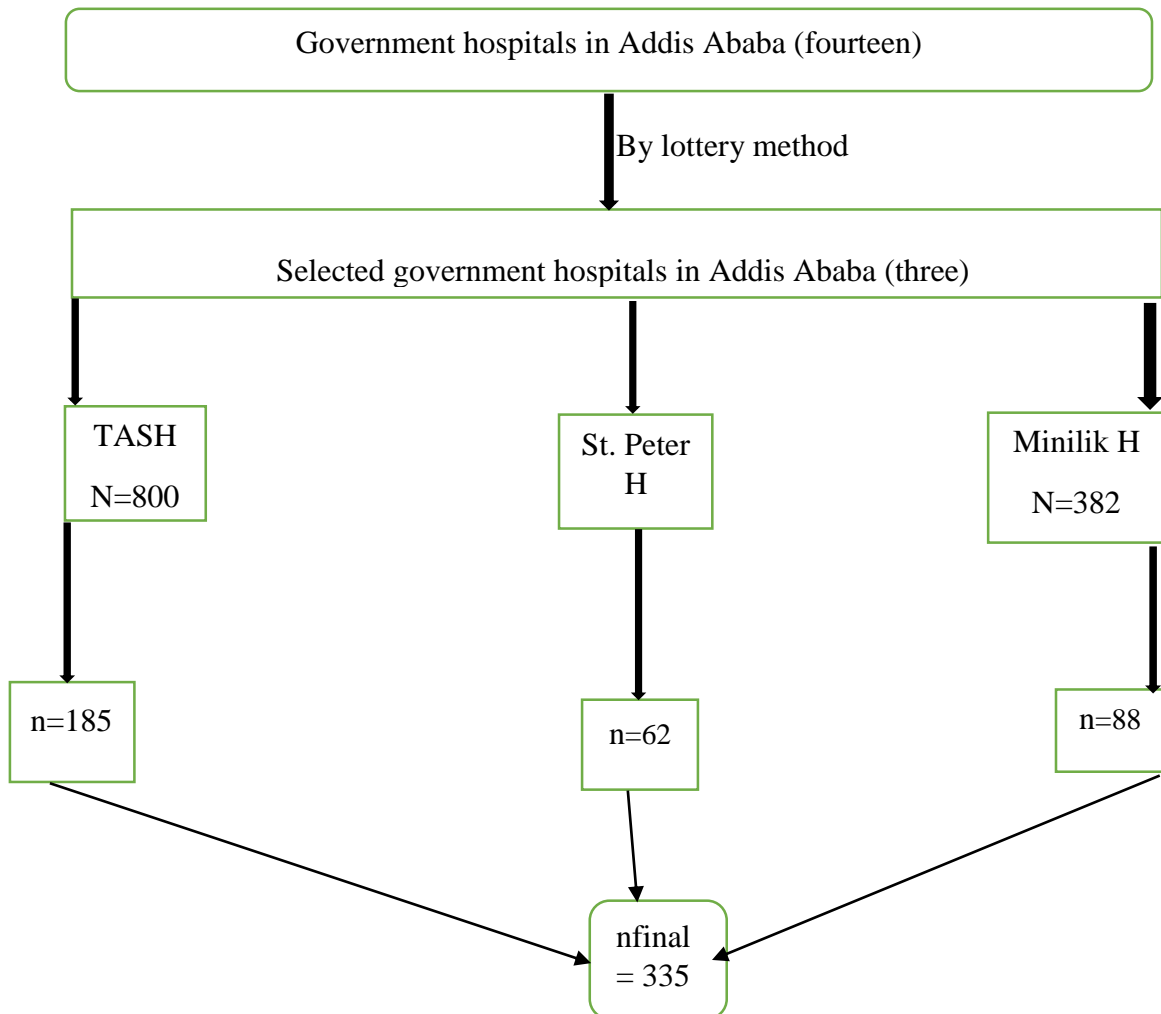 Government hospitals in Addis Ababa (fourteen)
By lottery method
Selected government hospitals in Addis Ababa (three)
TASH
N=800
St. Peter
H
Minilik H
N=382
n=185
n=62
n=88
nfinal
= 335